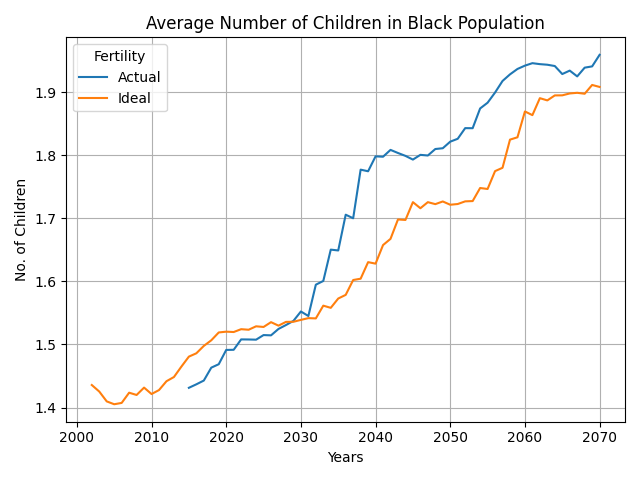 Average Number of Children in Black Population
Fertility
Actual
Ideal
No. of Children
1.9
1.8
1.7
1.6
1.5
1.4
2000 2010 2020 2030 2040 2050 2060 2070
Years